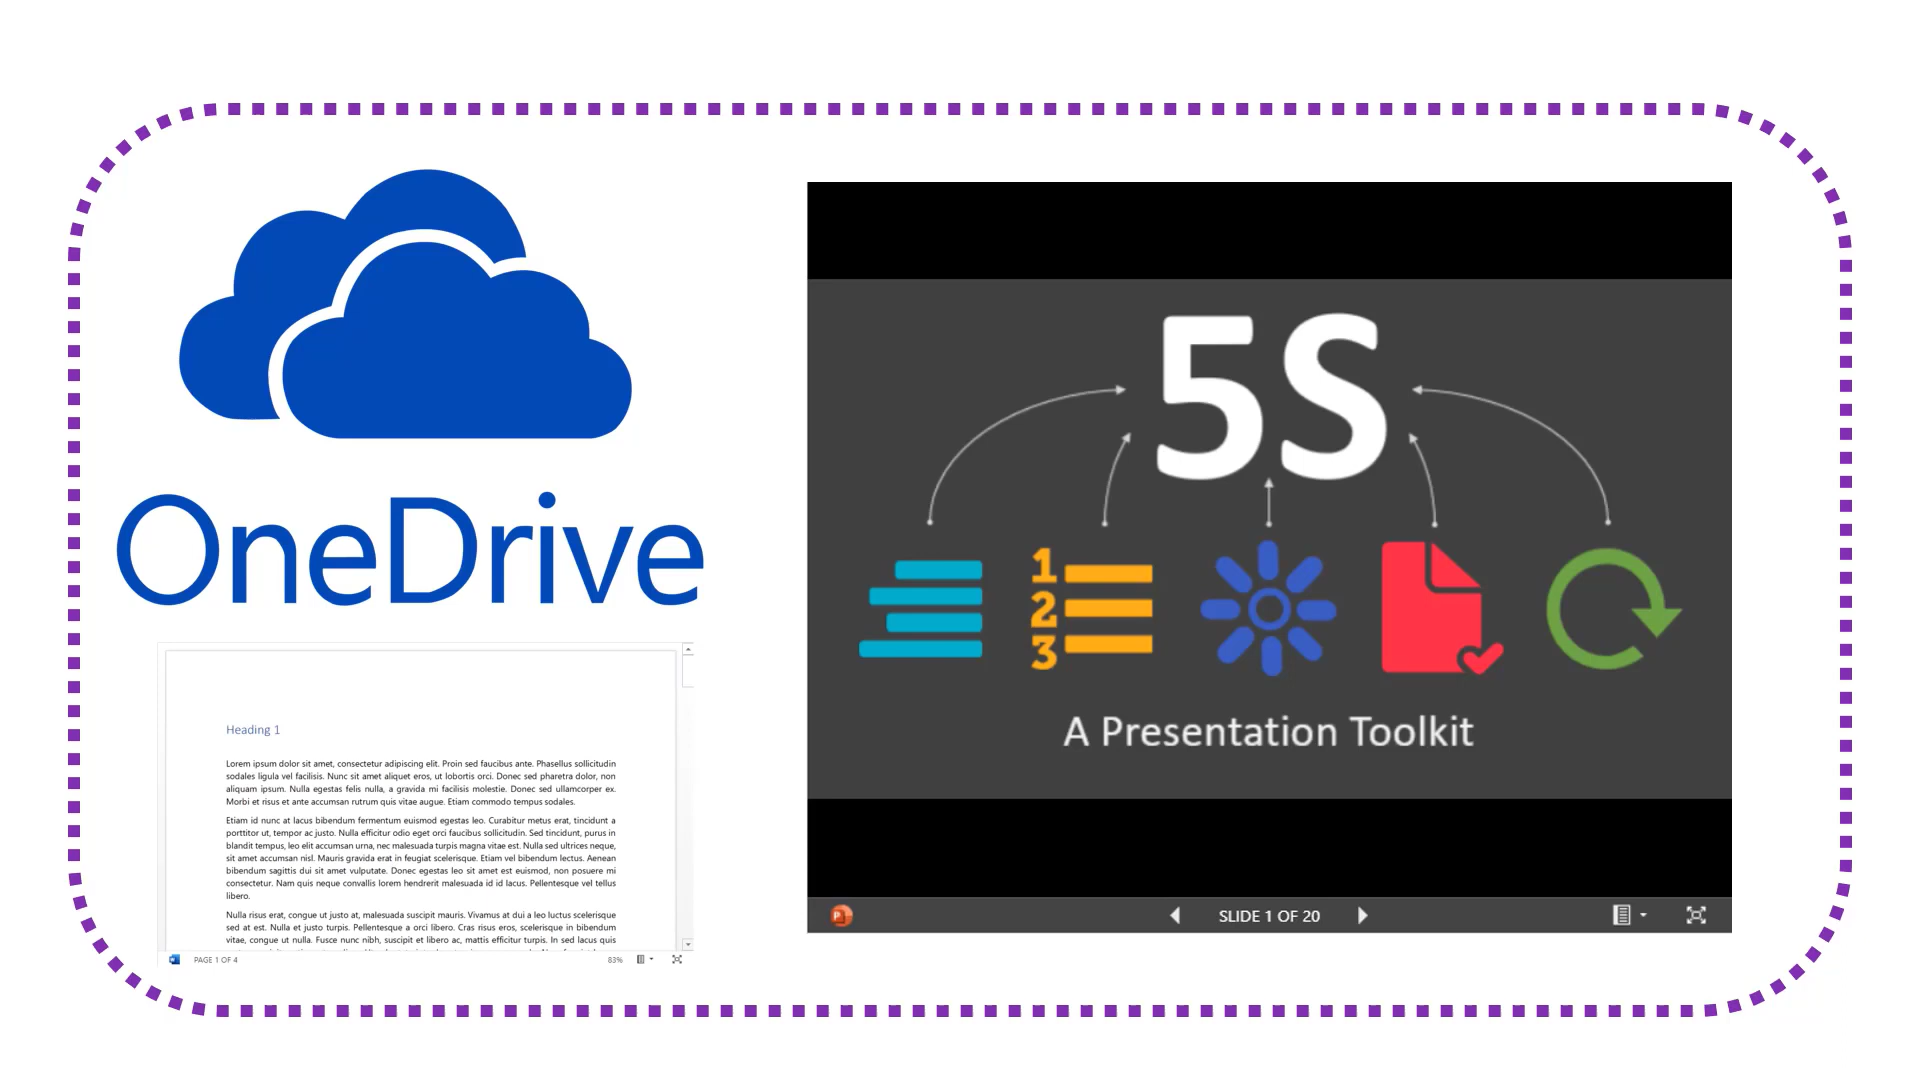 OneDrive
Heading 1
Lorem ipsum dolor sit amet, consectetur adipiscing elit. Proin sed faucibus ante. Phasellus sollicitudin
sodales ligula vel facilisis. Nunc sit amet aliquet eros, ut lobortis orci. Donec sed pharetra dolor, non
aliquam ipsum. Nulla egestas felis nulla, a gravida mi facilisis molestie. Donec sed ullamcorper ex.
Morbi et risus et ante accumsan rutrum quis vitae augue. Etiam commodo tempus sodales.
Etiam id nunc at lacus bibendum fermentum euismod egestas leo. Curabitur metus erat, tincidunt a
porttitor ut, tempor ac justo. Nulla efficitur odio eget orci faucibus sollicitudin. Sed tincidunt, purus in
blandit tempus, leo elit accumsan urna, nec malesuada turpis magna vitae est. Nulla sed ultrices neque,
sit amet accumsan nisl. Mauris gravida erat in feugiat scelerisque. Etiam vel bibendum lectus. Aenean
bibendum sagittis dui sit amet vulputate. Donec egestas leo sit amet est euismod, non posuere mi
consectetur. Nam quis neque convallis lorem hendrerit malesuada id id lacus. Pellentesque vel tellus
libero.
Nulla risus erat, congue ut justo at, malesuada suscipit mauris. Vivamus at dui a leo luctus scelerisque
sed at est. Nulla et justo turpis. Pellentesque a orci libero. Cras risus eros, scelerisque in bibendum
vitae, congue ut nulla. Fusce nunc nibh, suscipit et libero ac, mattis efficitur turpis. In sed lacus quis
PAGE 1 OF 4
83%
5S
1
2
3
A Presentation Toolkit
P
SLIDE 1 OF 20